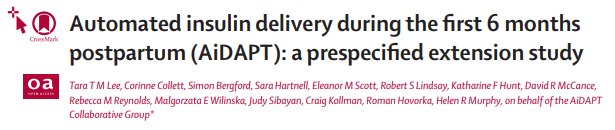 CrossMark
Automated insulin delivery during the first 6 months
postpartum (AiDAPT): a prespecified extension study
oa
OPEN ACCESS
Tara T M Lee, Corinne Collett, Simon Bergford, Sara Hartnell, Eleanor M Scott, Robert S Lindsay, Katharine F Hunt, David R McCance,
Rebecca M Reynolds, Malgorzata E Wilinska, Judy Sibayan, Craig Kollman, Roman Hovorka, Helen R Murphy, on behalf of the AiDAPT
Collaborative Group*